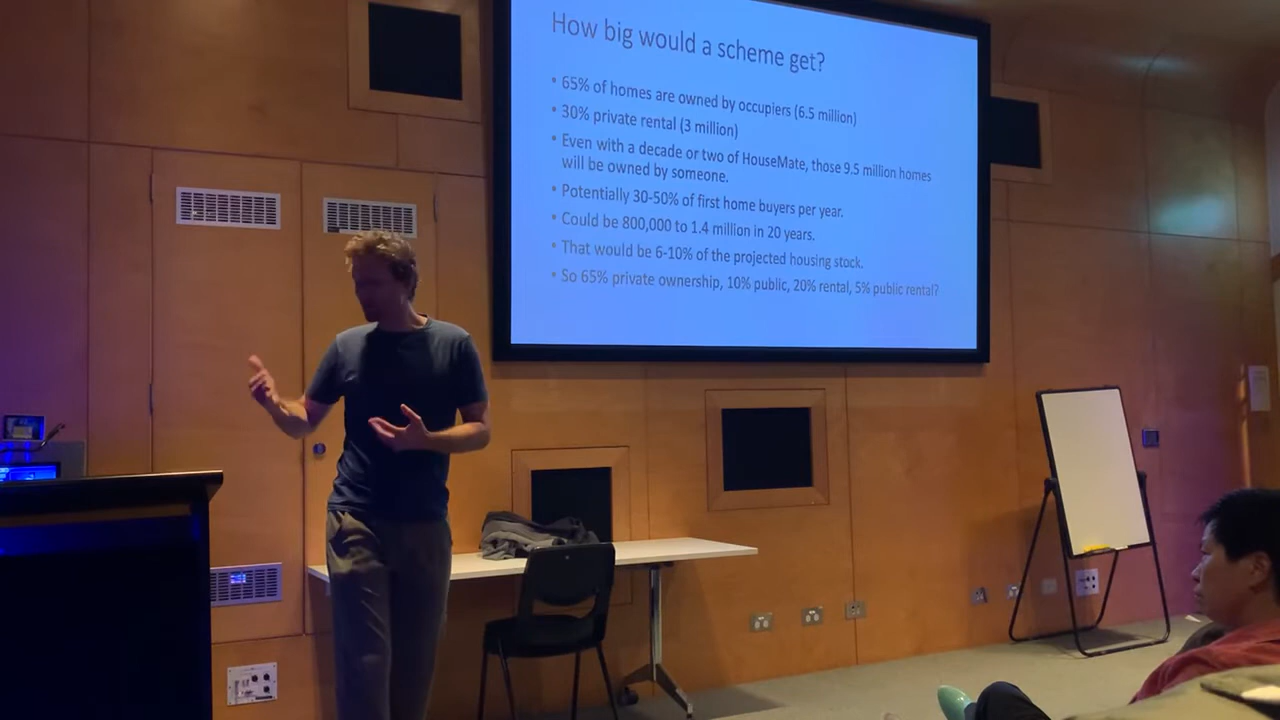 How big would a scheme get?
• 65% of homes are owned by occupiers (6.5 million)
• 30% private rental (3 million)
• Even with a decade or two of HouseMate, those 9.5 million homes
will be owned by someone.
• Potentially 30-50% of first home buyers per year.
• Could be 800,000 to 1.4 million in 20 years.
• That would be 6-10% of the projected housing stock.
• So 65% private ownership, 10% public, 20% rental, 5% public rental?